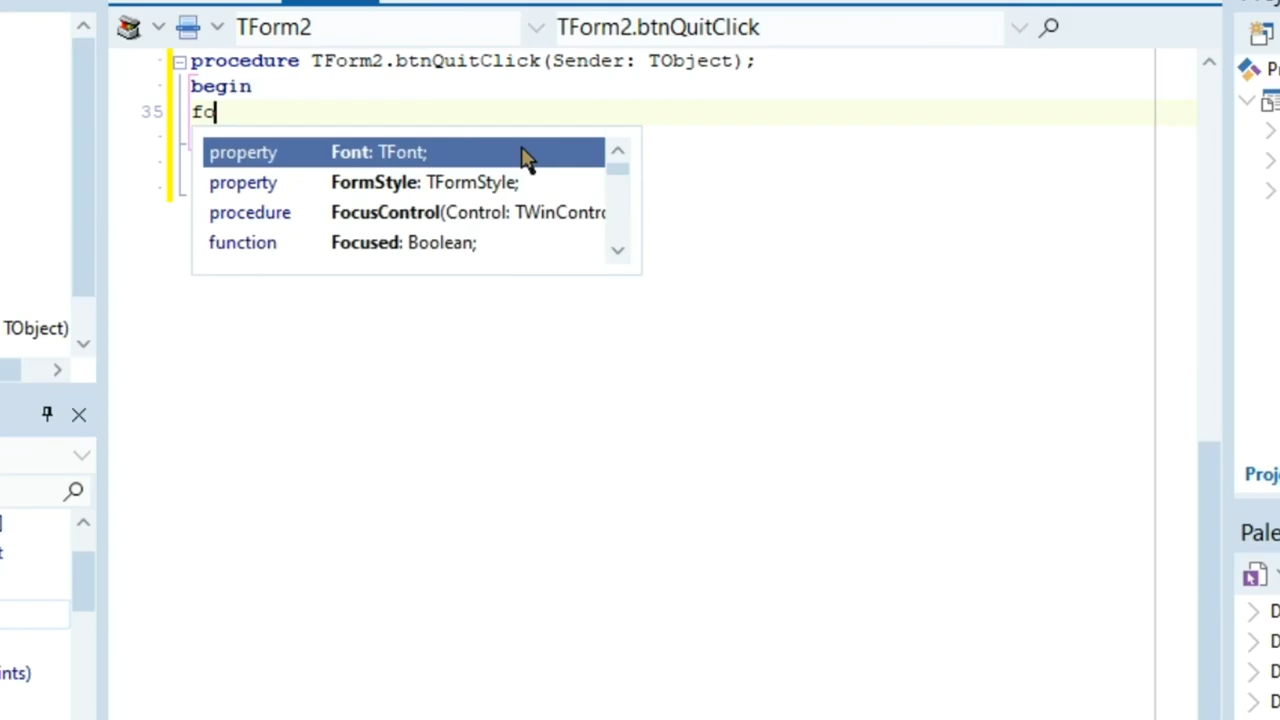 TForm2
TForm2.btnQuitClick
procedure TForm2.btnQuitClick(Sender: TObject);
begin
35
fo
property Font: TFont;
property FormStyle: TFormStyle;
procedure FocusControl(Control: TWinContro
function Focused: Boolean;
TObject)
t
ints)
Proj
Pale
D
D
D
D